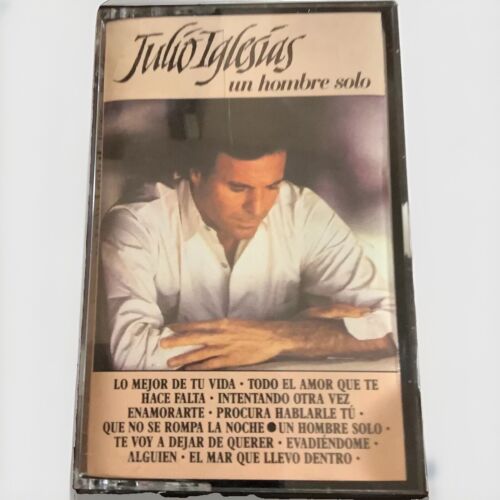 Julio Iglesias
un hombre solo
LO MEJOR DE TU VIDA · TODO EL AMOR QUE TE
HACE FALTA · INTENTANDO OTRA VEZ
ENAMORARTE · PROCURA HABLARLE TÚ ·
QUE NO SE ROMPA LA NOCHE ● UN HOMBRE SOLO ·
TE VOY A DEJAR DE QUERER · EVADIÉNDOME ·
ALGUIEN · EL MAR QUE LLEVO DENTRO ·